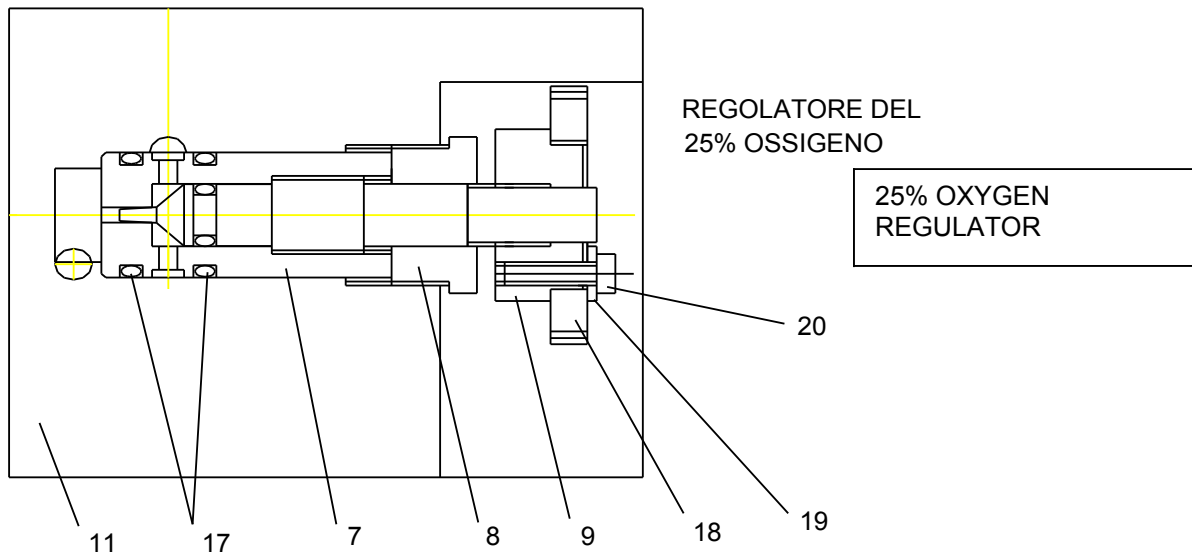 REGOLATORE DEL
25% OSSIGENO
25% OXYGEN
REGULATOR
20
19
18
9
8
7
17
11